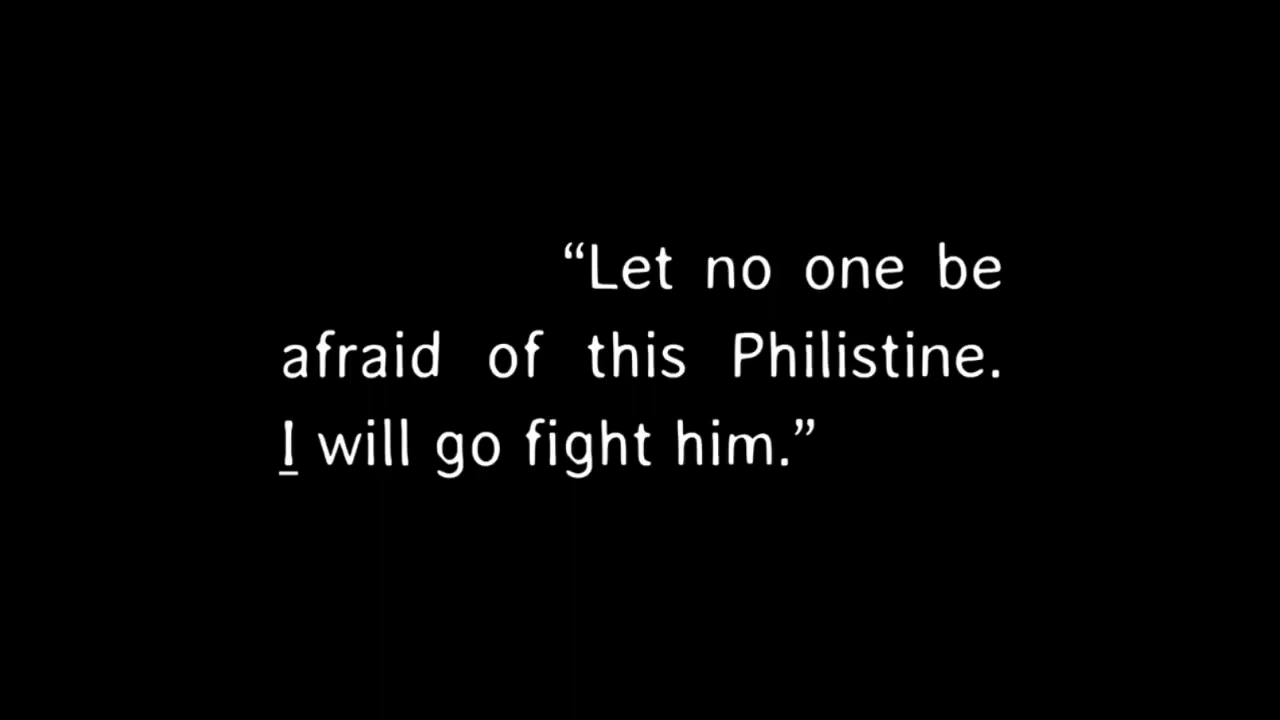 “Let no one be
afraid of this Philistine.
I will go fight him.”